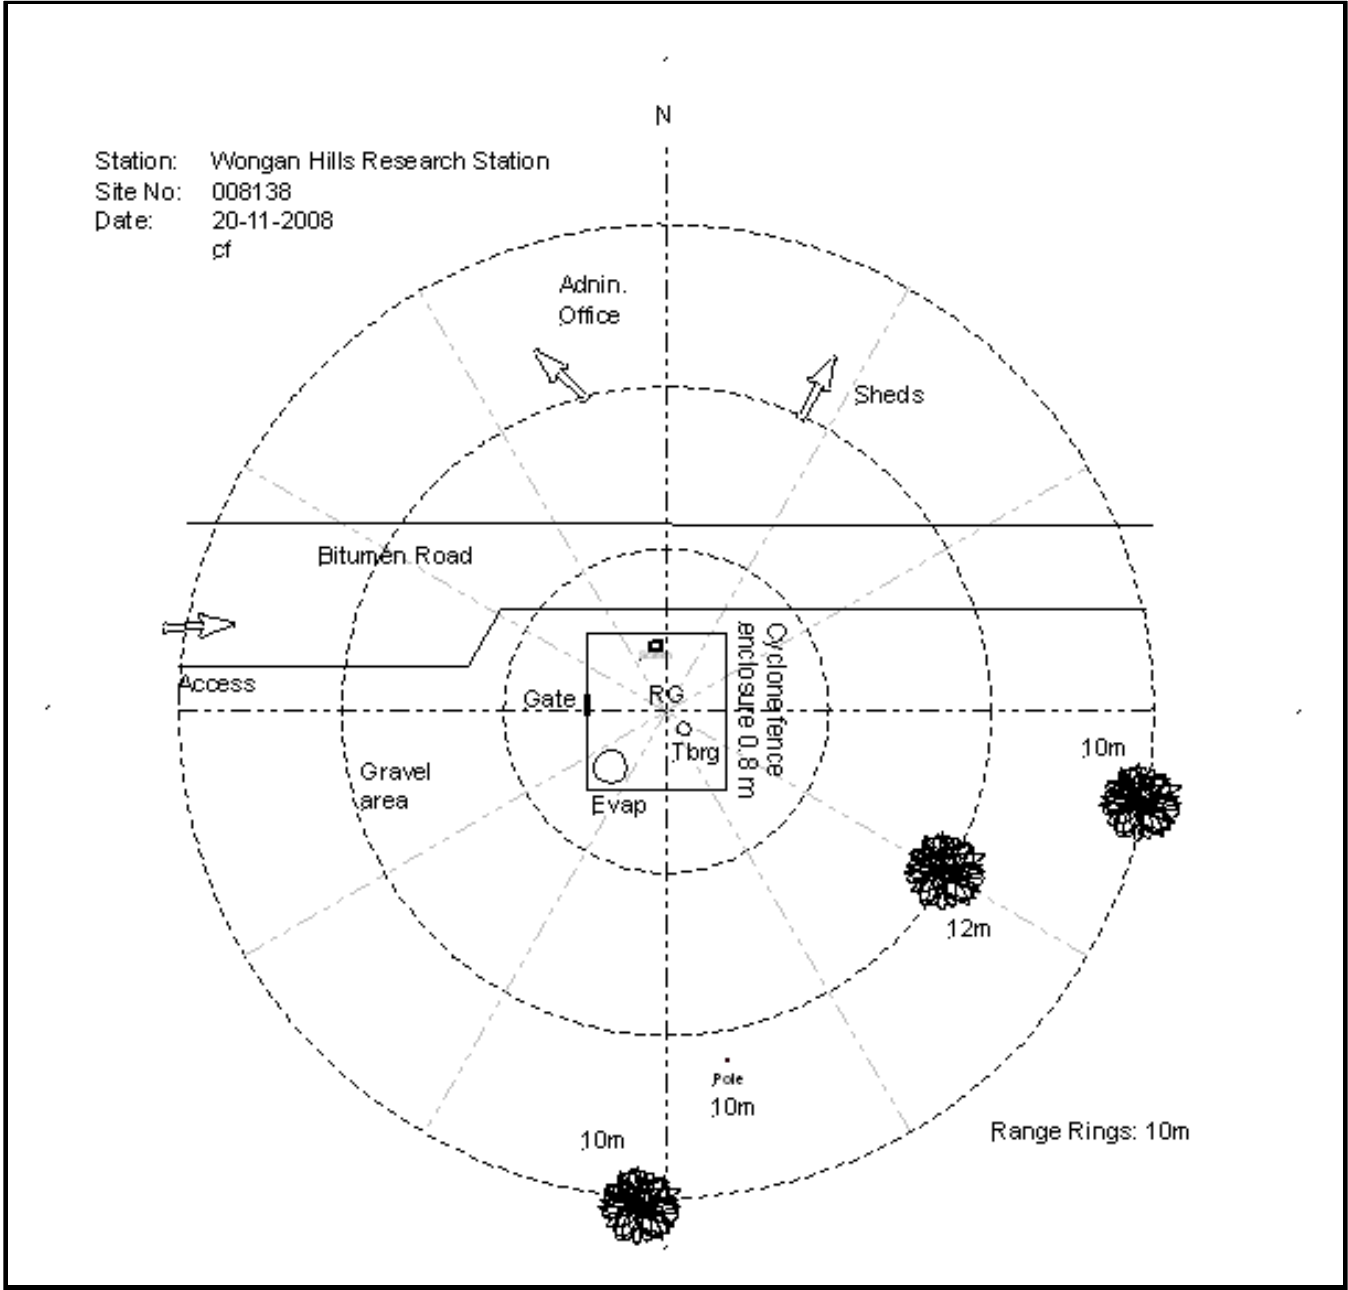 N
Station: Wongan Hills Research Station
Site No: 008138
Date: 20-11-2008
cf
Adnin.
Office
Sheds
Bitumen Road
Access
Gate
RG
Cyclone fence
enclosure 0.8 m
Tbrg
Evap
Gravel
area
10m
12m
Pole
10m
10m
Range Rings: 10m